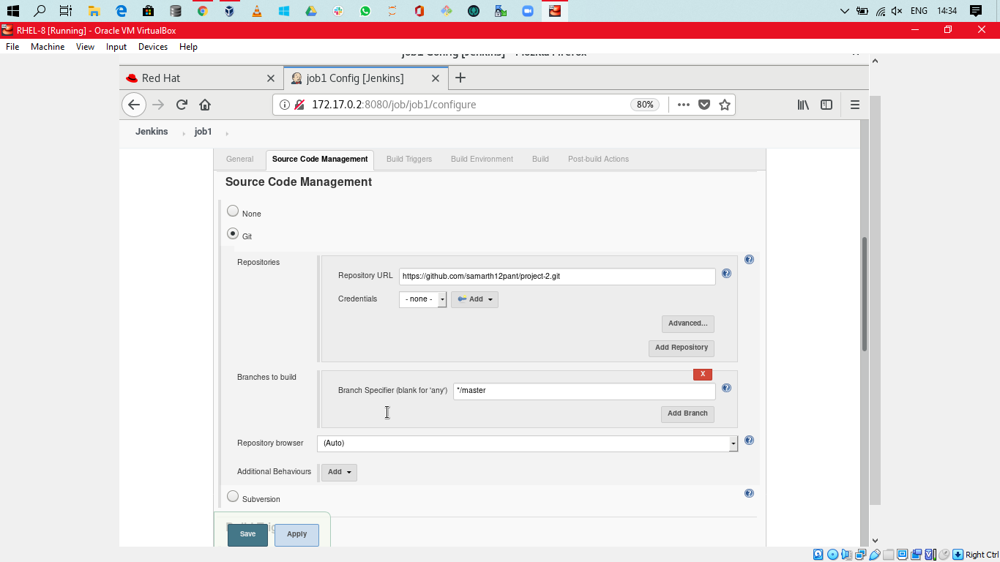 ENG 14:34
RHEL-8 [Running] - Oracle VM VirtualBox
File Machine View Input Devices Help
job1 Config [Jenkins] - Mozilla Firefox
Red Hat
job1 Config [Jenkins]
172.17.0.2:8080/job/job1/configure 80%
Jenkins job1
General Source Code Management Build Triggers Build Environment Build Post-build Actions
Source Code Management
None
Git
Repositories
Repository URL https://github.com/samarth12pant/project-2.git
Credentials - none - Add
Advanced...
Add Repository
Branches to build
X
Branch Specifier (blank for 'any') */master
Add Branch
Repository browser (Auto)
Additional Behaviours Add
Subversion
Save Apply
Right Ctrl